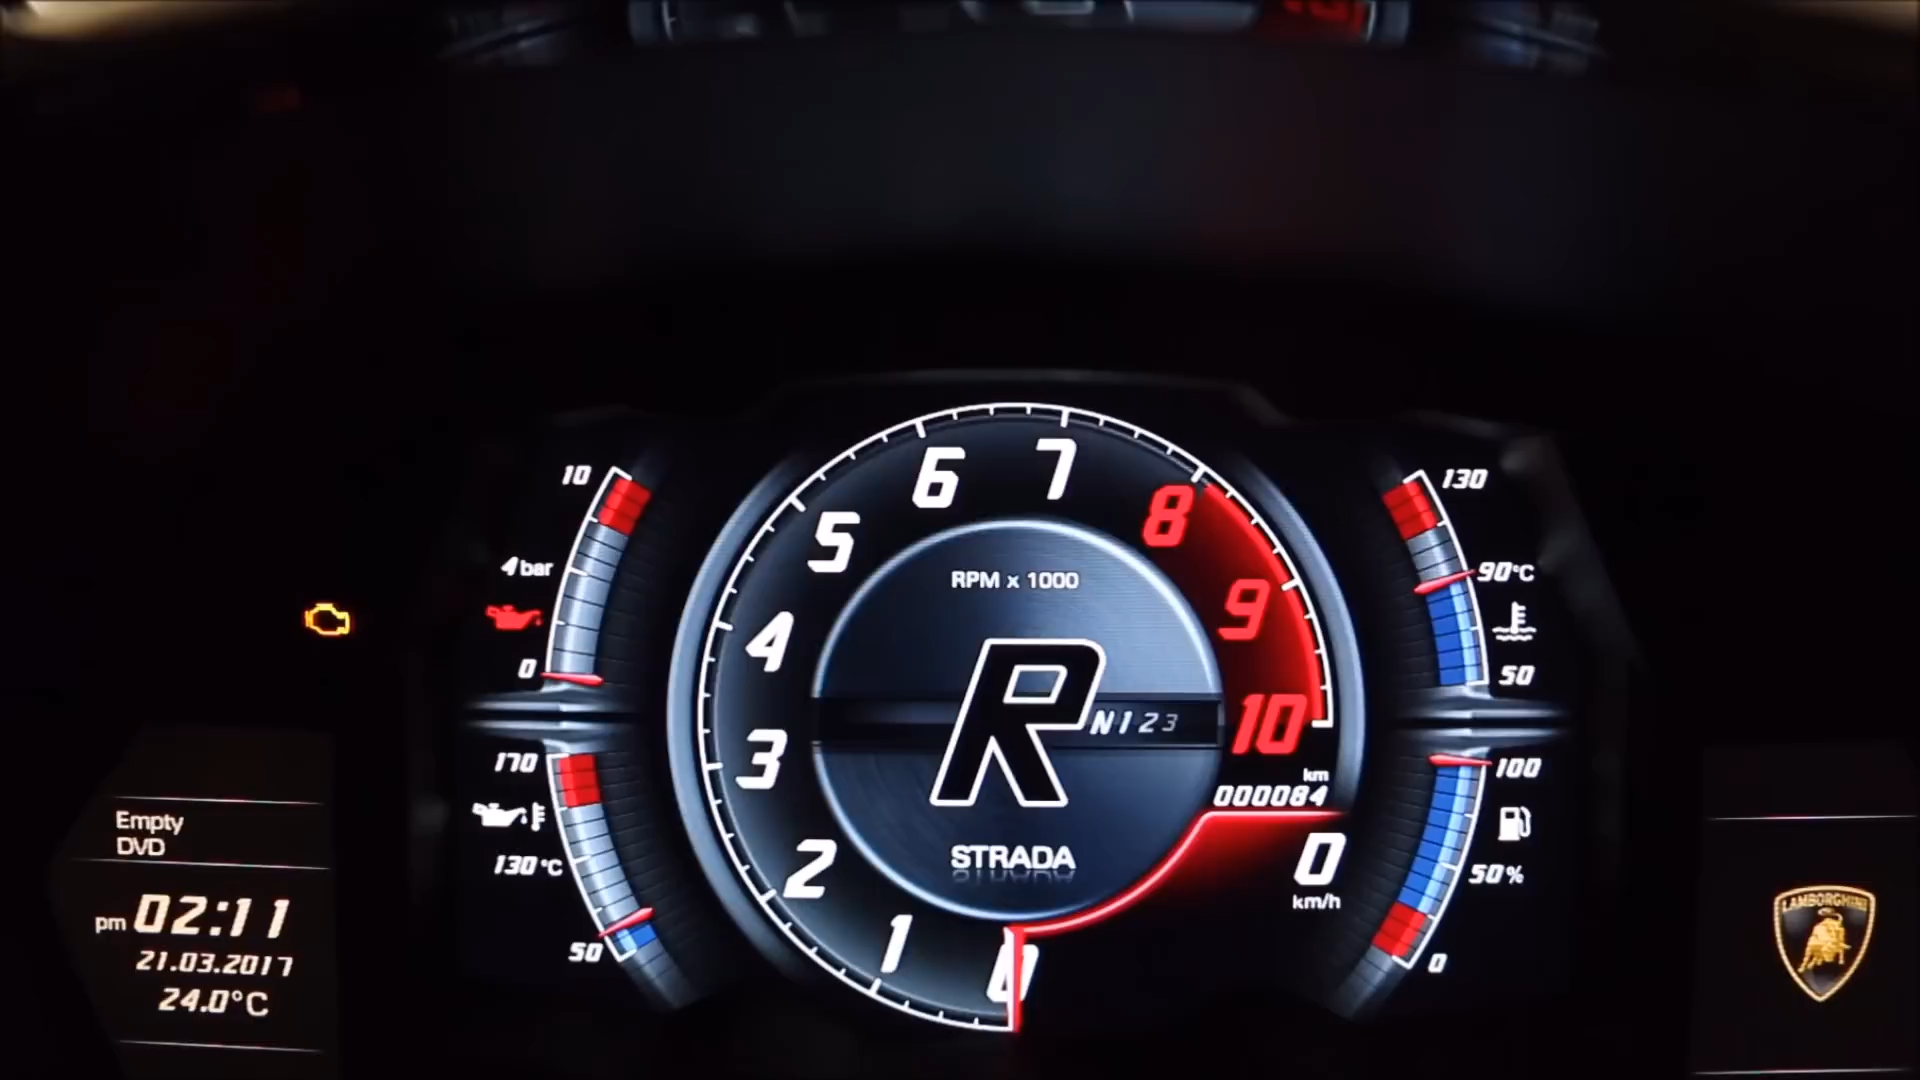 10
4 bar
0
170
130 °C
50
Empty
DVD
pm 02:11
21.03.2017
24.0°C
0
1
2
3
4
5
6
7
8
9
10
RPM x 1000
R N 1 2 3
STRADA
km
000084
0
km/h
130
90°C
50
100
50 %
0
LAMBORGHINI